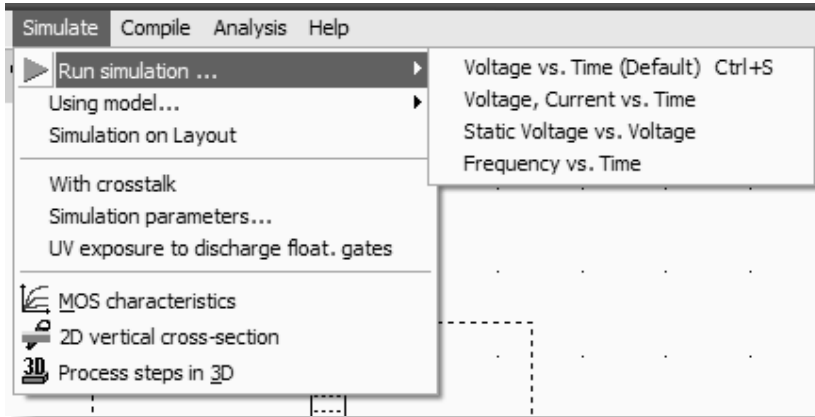 Simulate Compile Analysis Help
Run simulation ...
Using model...
Simulation on Layout
With crosstalk
Simulation parameters...
UV exposure to discharge float. gates
MOS characteristics
2D vertical cross-section
3D Process steps in 3D
Voltage vs. Time (Default) Ctrl+S
Voltage, Current vs. Time
Static Voltage vs. Voltage
Frequency vs. Time